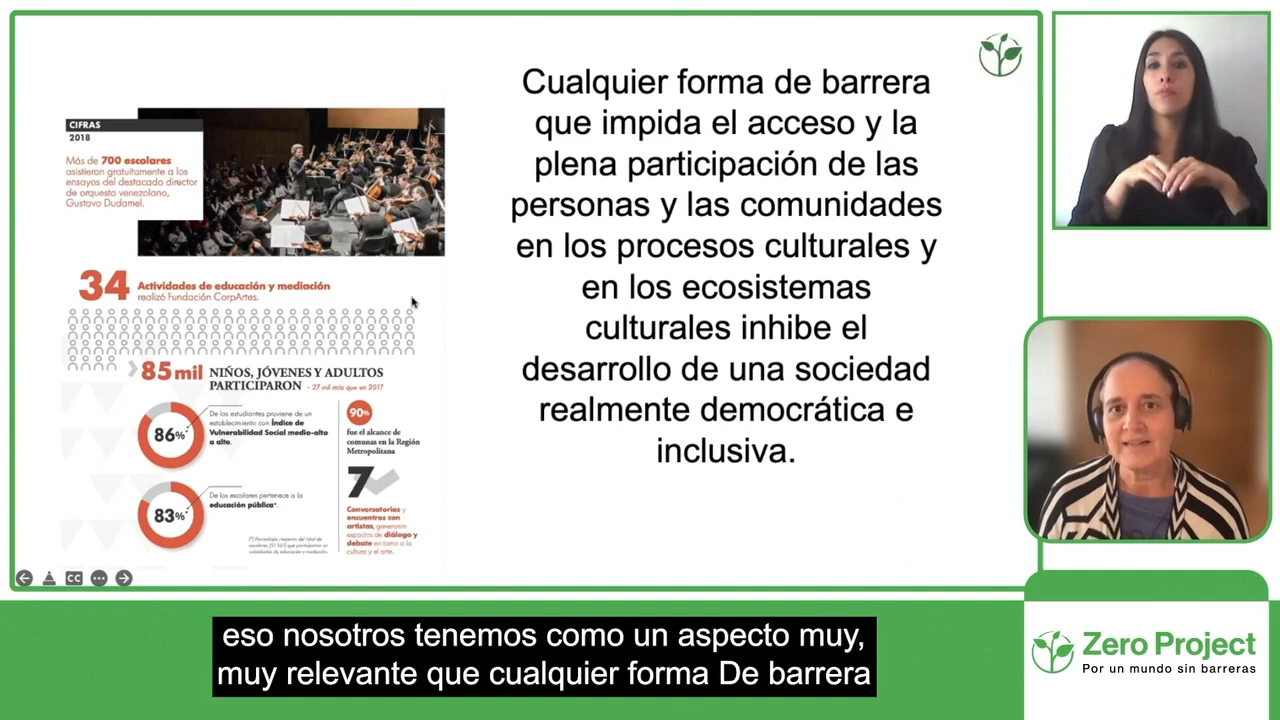 CIFRAS
2018
Más de 700 escolares
asistieron gratuitamente a los
ensayos del destacado director
de orquesta venezolano,
Gustavo Dudamel.
34 Actividades de educación y mediación
realizó Fundación CorpArtes.
85 mil NIÑOS, JÓVENES Y ADULTOS
PARTICIPARON - 27 mil más que en 2017
86%
De los estudiantes proviene de un
establecimiento con Índice de
Vulnerabilidad Social medio-alto
a alto.
83%
De los escolares pertenece a la
educación pública*.
90%
fue el alcance de
comunas en la Región
Metropolitana
7
Conversatorios y
encuentros con
artistas, generaron
espacios de diálogo y
debate en torno a la
cultura y el arte.
Cualquier forma de barrera
que impida el acceso y la
plena participación de las
personas y las comunidades
en los procesos culturales y
en los ecosistemas
culturales inhibe el
desarrollo de una sociedad
realmente democrática e
inclusiva.
CC
eso nosotros tenemos como un aspecto muy,
muy relevante que cualquier forma De barrera
Zero Project
Por un mundo sin barreras